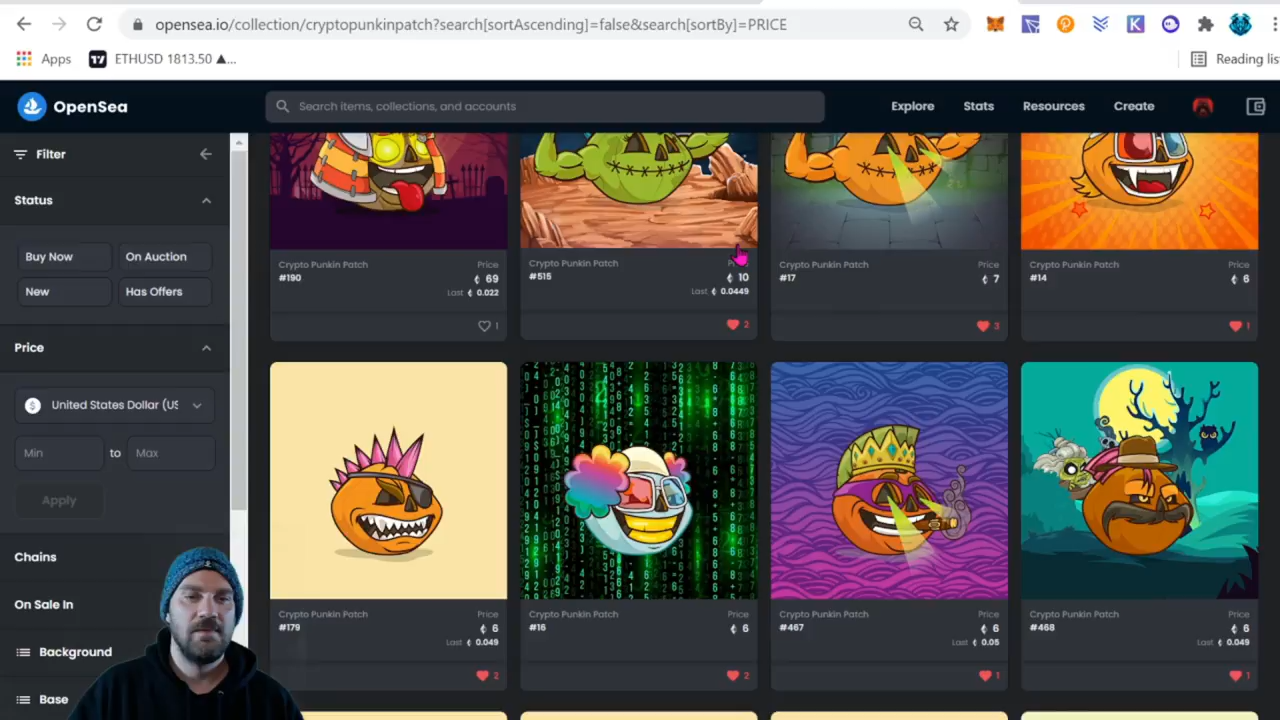 opensea.io/collection/cryptopunkinpatch?search[sortAscending]=false&search[sortBy]=PRICE
Apps ETHUSD 1813.50 ▲... Reading lis
OpenSea Search items, collections, and accounts Explore Stats Resources Create
Filter
Status
Buy Now On Auction
New Has Offers
Price
United States Dollar (US
Min to Max
Apply
Chains
On Sale In
Background
Base
Crypto Punkin Patch
#190 69
Price
Last 0.022
1
Crypto Punkin Patch
#515 10
Last 0.0449
2
Crypto Punkin Patch Price
#17 7
3
Crypto Punkin Patch Price
#14 6
1
Crypto Punkin Patch Price
#179 6
Last 0.049
2
Crypto Punkin Patch Price
#16 6
2
Crypto Punkin Patch Price
#467 6
Last 0.05
1
Crypto Punkin Patch Price
#468 6
Last 0.049
1